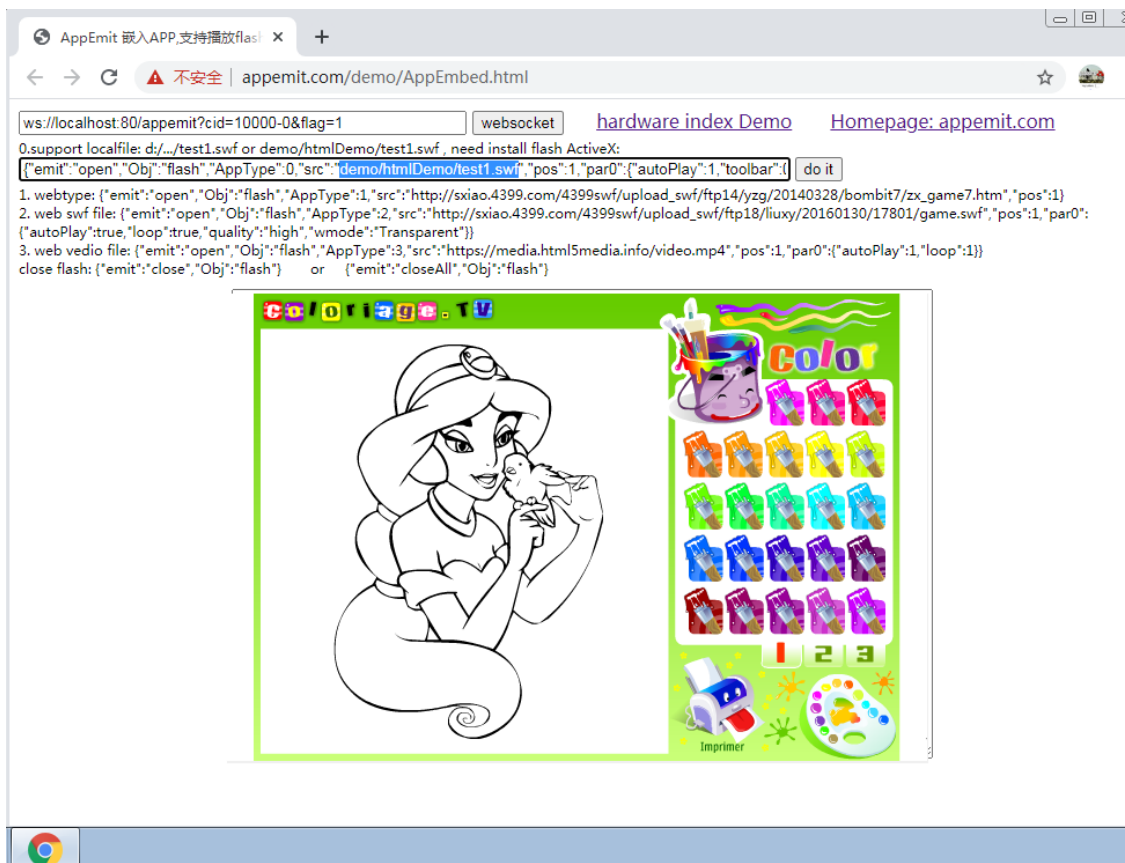 AppEmit 嵌入APP,支持播放flas
不安全 appemit.com/demo/AppEmbed.html
ws://localhost:80/appemit?cid=10000-0&flag=1 websocket hardware index Demo Homepage: appemit.com
0.support localfile: d:/.../test1.swf or demo/htmlDemo/test1.swf , need install flash ActiveX:
{"emit":"open","Obj":"flash","AppType":0,"src":"demo/htmlDemo/test1.swf","pos":1,"par0":{"autoPlay":1,"toolbar":0 do it
1. webtype: {"emit":"open","Obj":"flash","AppType":1,"src":"http://sxiao.4399.com/4399swf/upload_swf/ftp14/yzg/20140328/bombit7/zx_game7.htm","pos":1}
2. web swf file: {"emit":"open","Obj":"flash","AppType":2,"src":"http://sxiao.4399.com/4399swf/upload_swf/ftp18/liuxy/20160130/17801/game.swf","pos":1,"par0":
{"autoPlay":true,"loop":true,"quality":"high","wmode":"Transparent"}}
3. web vedio file: {"emit":"open","Obj":"flash","AppType":3,"src":"https://media.html5media.info/video.mp4","pos":1,"par0":{"autoPlay":1,"loop":1}}
close flash: {"emit":"close","Obj":"flash"} or {"emit":"closeAll","Obj":"flash"}
Coloriage.TV
Color
1 2 3
Imprimer